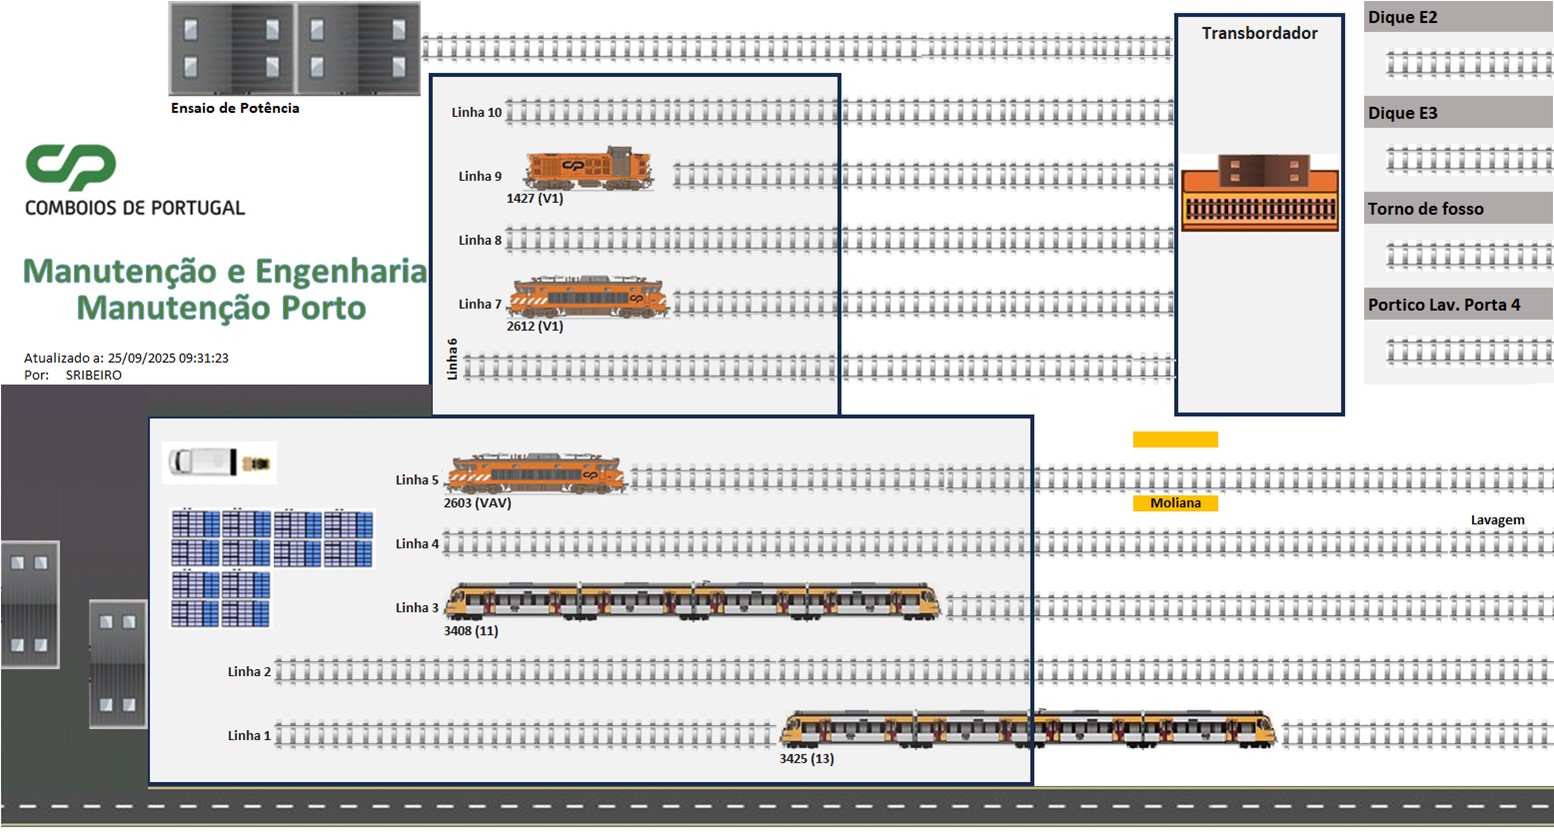 Ensaio de Potência
COMBOIOS DE PORTUGAL
Manutenção e Engenharia
Manutenção Porto
Atualizado a: 25/09/2025 09:31:23
Por: SRIBEIRO
Linha 10
Linha 9
1427 (V1)
Linha 8
Linha 7
2612 (V1)
Linha 6
Transbordador
Dique E2
Dique E3
Torno de fosso
Portico Lav. Porta 4
Linha 5
2603 (VAV)
Moliana
Lavagem
Linha 4
Linha 3
3408 (11)
Linha 2
Linha 1
3425 (13)